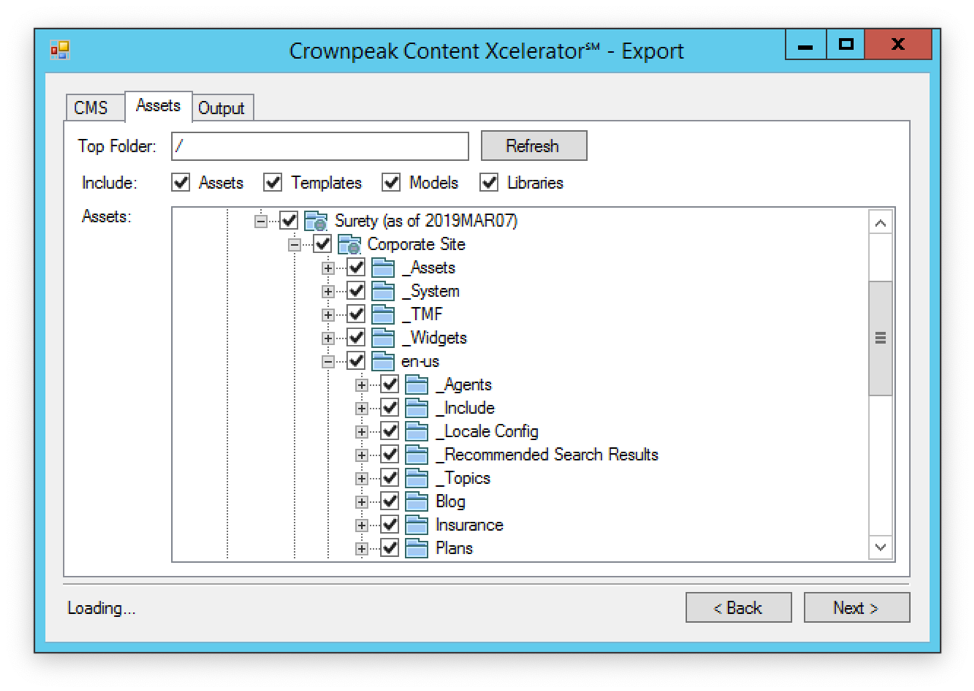 Crownpeak Content Xcelerator℠ - Export
CMS Assets Output
Top Folder: / Refresh
Include: Assets Templates Models Libraries
Assets:
Surety (as of 2019MAR07)
Corporate Site
_Assets
_System
_TMF
_Widgets
en-us
_Agents
_Include
_Locale Config
_Recommended Search Results
_Topics
Blog
Insurance
Plans
Loading... < Back Next >